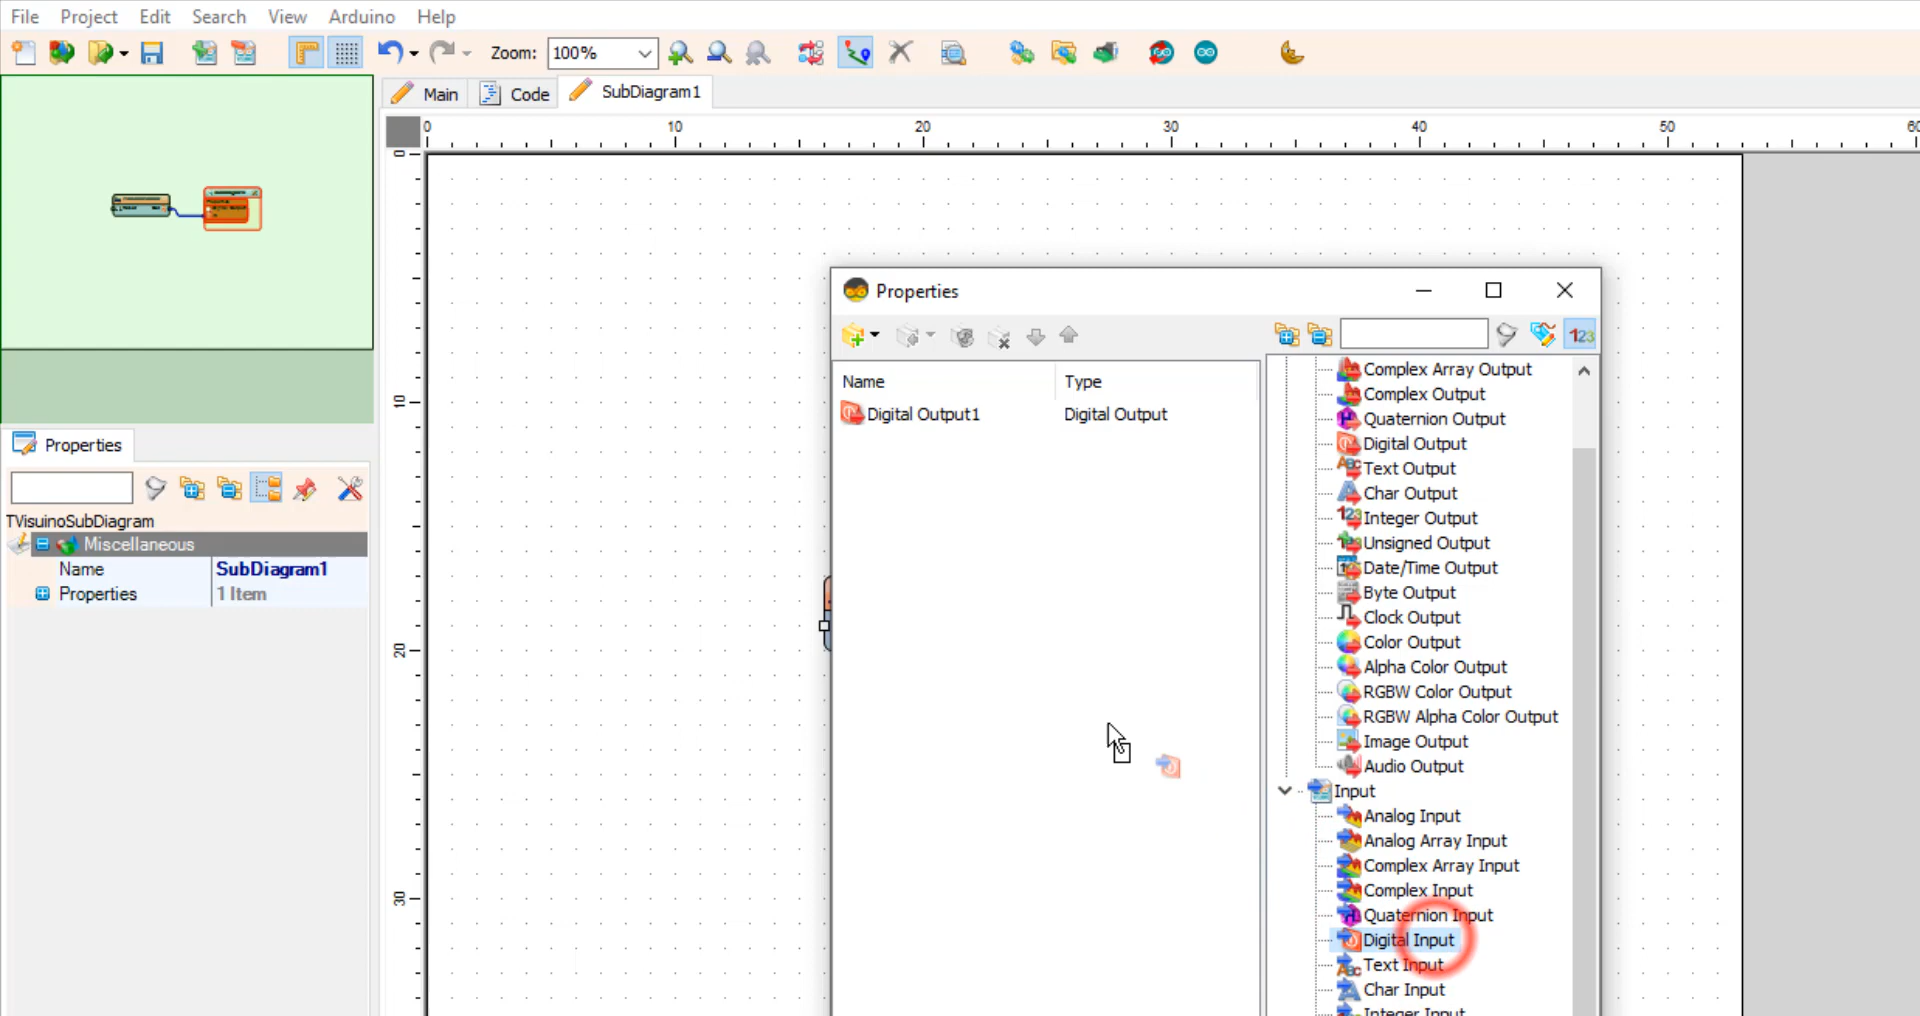 File Project Edit Search View Arduino Help
Zoom: 100%
Main Code SubDiagram1
0 10 20 30 40 50 60
0
10
20
30
Properties
TVisuinoSubDiagram
Miscellaneous
Name SubDiagram1
Properties 1 Item
Properties
123
Name Type
Digital Output1 Digital Output
Complex Array Output
Complex Output
Quaternion Output
Digital Output
Text Output
Char Output
Integer Output
Unsigned Output
Date/Time Output
Byte Output
Clock Output
Color Output
Alpha Color Output
RGBW Color Output
RGBW Alpha Color Output
Image Output
Audio Output
Input
Analog Input
Analog Array Input
Complex Array Input
Complex Input
Quaternion Input
Digital Input
Text Input
Char Input
Integer Input